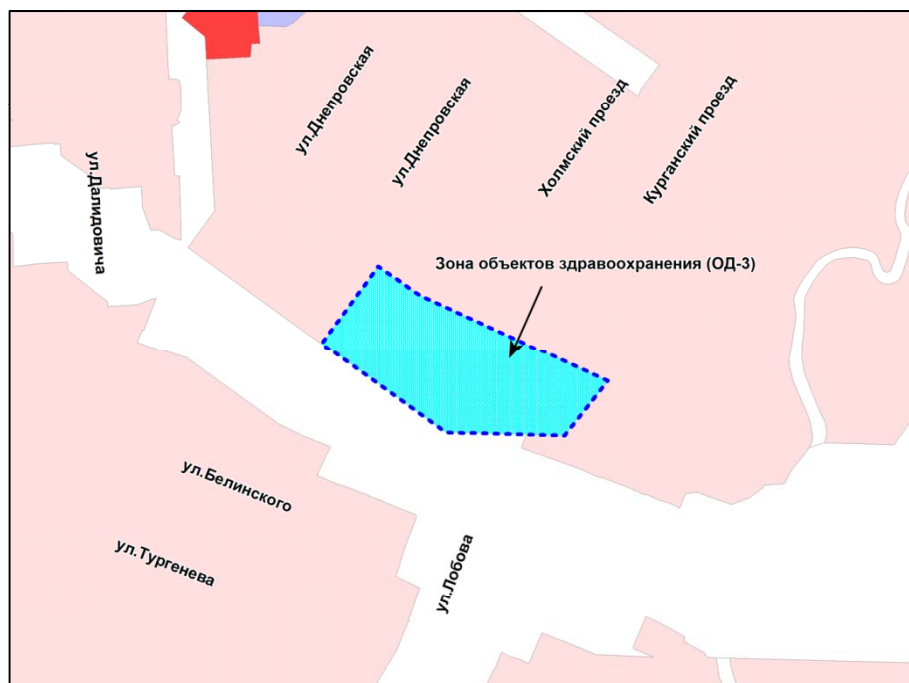 ул.Днепровская
ул.Днепровская
Холмский проезд
Курганский проезд
ул.Далидовича
Зона объектов здравоохранения (ОД-3)
ул.Белинского
ул.Тургенева
ул.Лобова